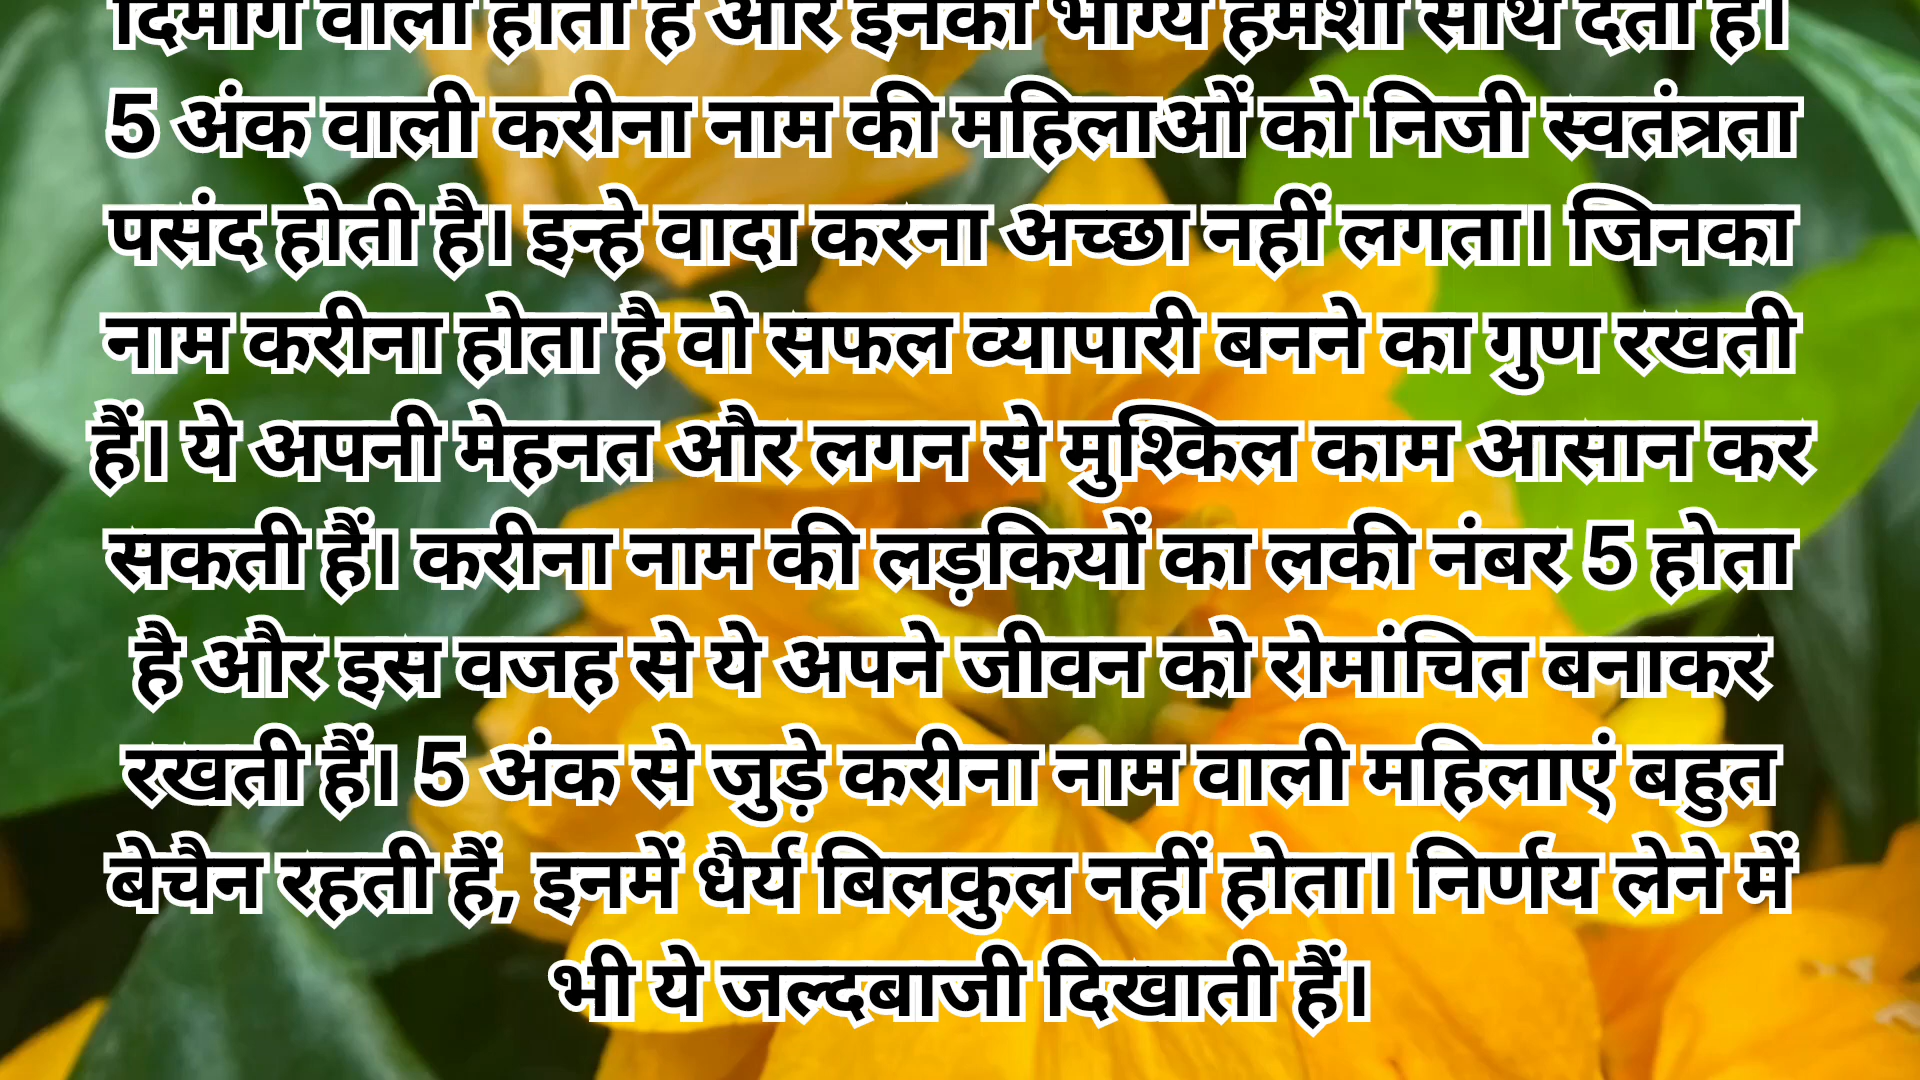 दिमाग वाला होता है और इनका भाग्य हमेशा साथ देता है।
5 अंक वाली करीना नाम की महिलाओं को निजी स्वतंत्रता
पसंद होती है। इन्हे वादा करना अच्छा नहीं लगता। जिनका
नाम करीना होता है वो सफल व्यापारी बनने का गुण रखती
हैं। ये अपनी मेहनत और लगन से मुश्किल काम आसान कर
सकती हैं। करीना नाम की लड़कियों का लकी नंबर 5 होता
है और इस वजह से ये अपने जीवन को रोमांचित बनाकर
रखती हैं। 5 अंक से जुड़े करीना नाम वाली महिलाएं बहुत
बेचैन रहती हैं, इनमें धैर्य बिलकुल नहीं होता। निर्णय लेने में
भी ये जल्दबाजी दिखाती हैं।